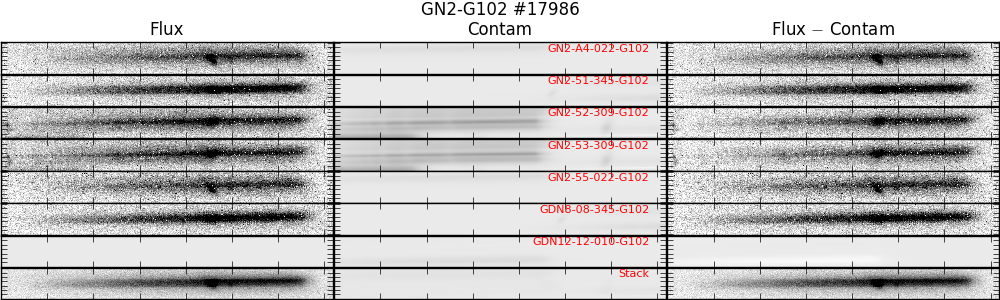 GN2-G102 #17986
Flux
Contam
Flux − Contam
GN2-A4-022-G102
GN2-51-345-G102
GN2-52-309-G102
GN2-53-309-G102
GN2-55-022-G102
GDN8-08-345-G102
GDN12-12-010-G102
Stack